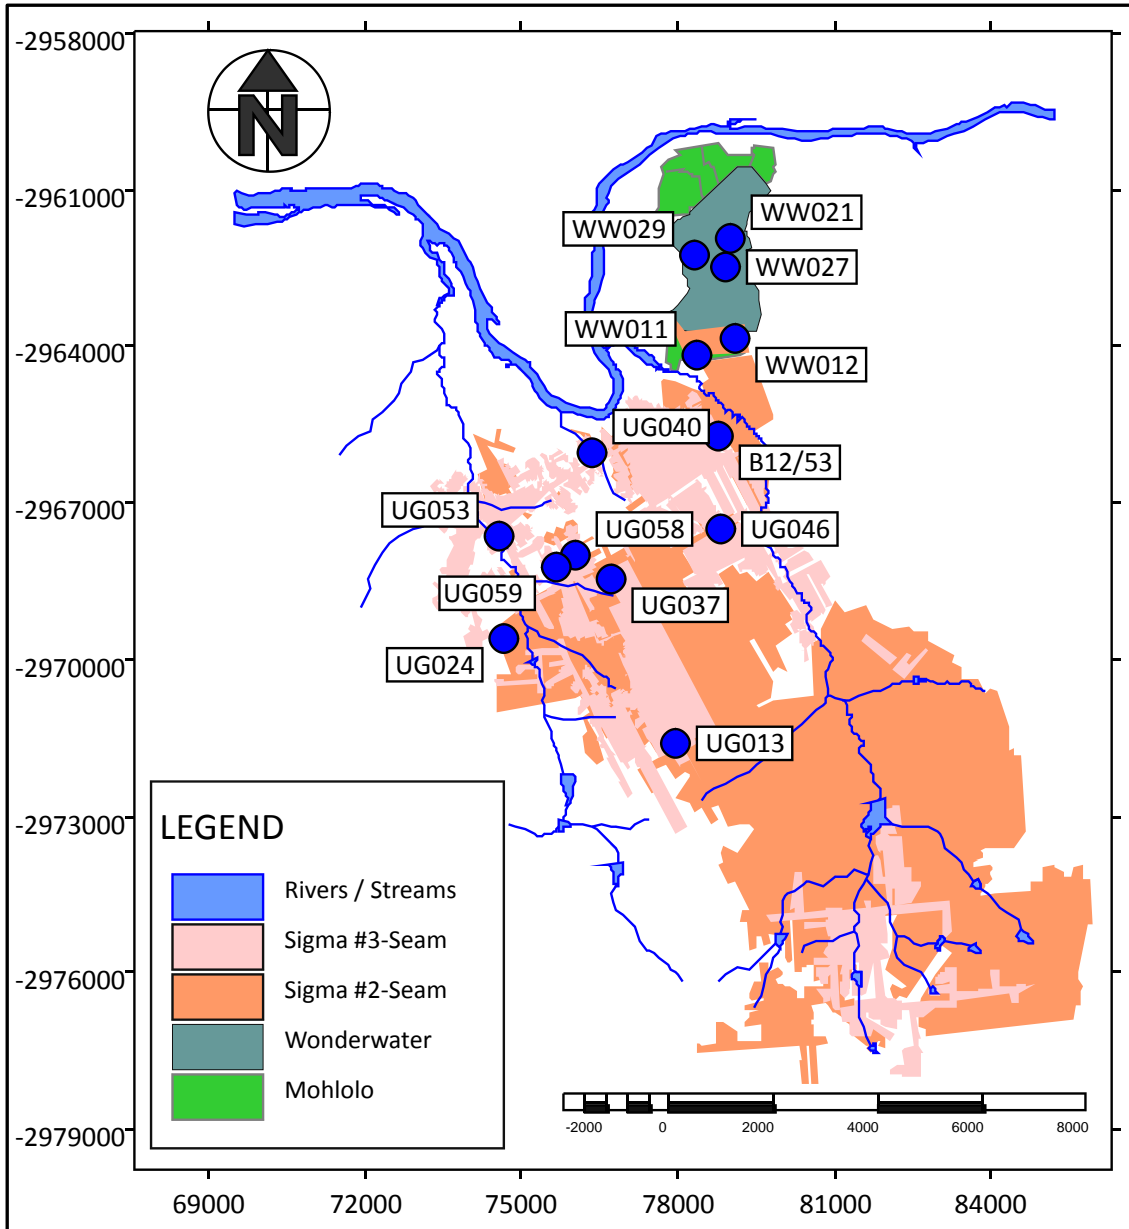 -2958000
-2961000
-2964000
-2967000
-2970000
-2973000
-2976000
-2979000
N
WW021
WW029
WW027
WW011
WW012
UG040
B12/53
UG053
UG058
UG046
UG059
UG037
UG024
UG013
LEGEND
Rivers / Streams
Sigma #3-Seam
Sigma #2-Seam
Wonderwater
Mohlolo
-2000 0 2000 4000 6000 8000
69000 72000 75000 78000 81000 84000